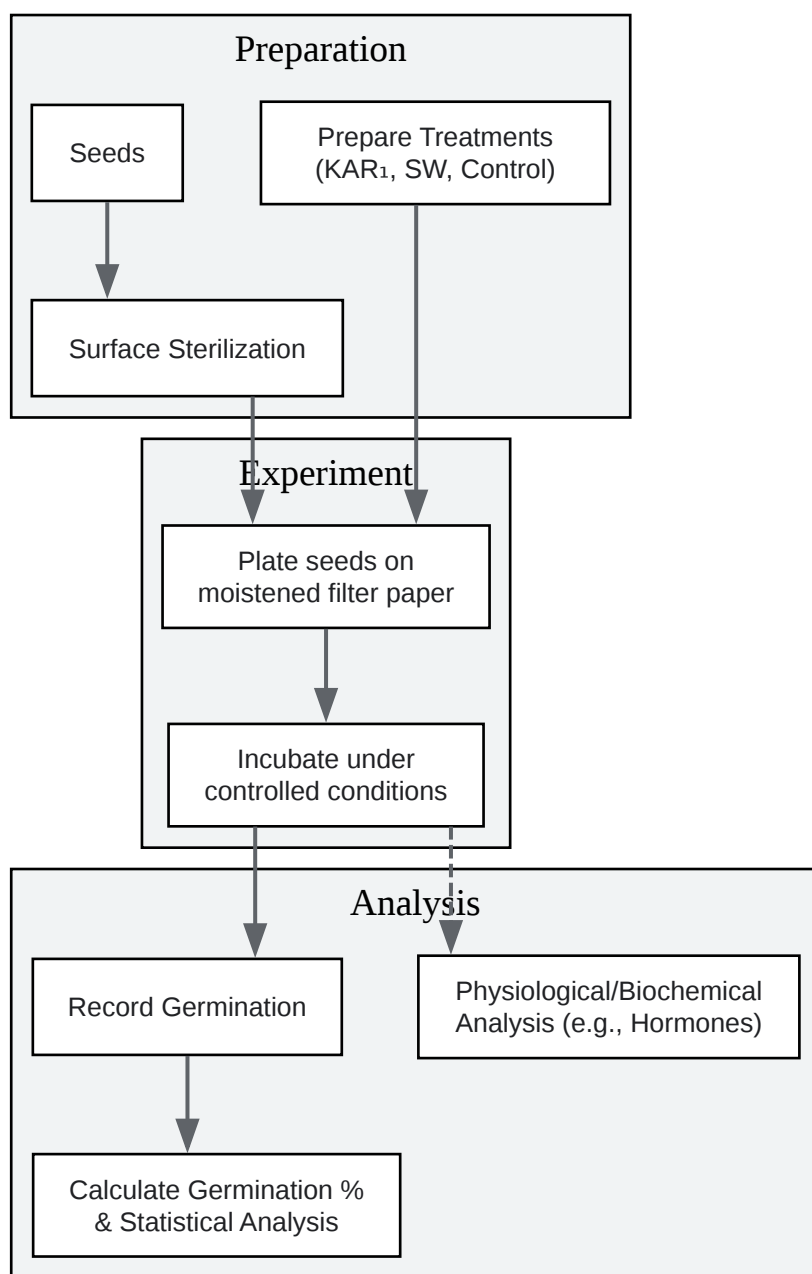 Preparation
Seeds
Prepare Treatments
(KAR₁, SW, Control)
Surface Sterilization
Experiment
Plate seeds on
moistened filter paper
Incubate under
controlled conditions
Analysis
Record Germination
Physiological/Biochemical
Analysis (e.g., Hormones)
Calculate Germination %
& Statistical Analysis